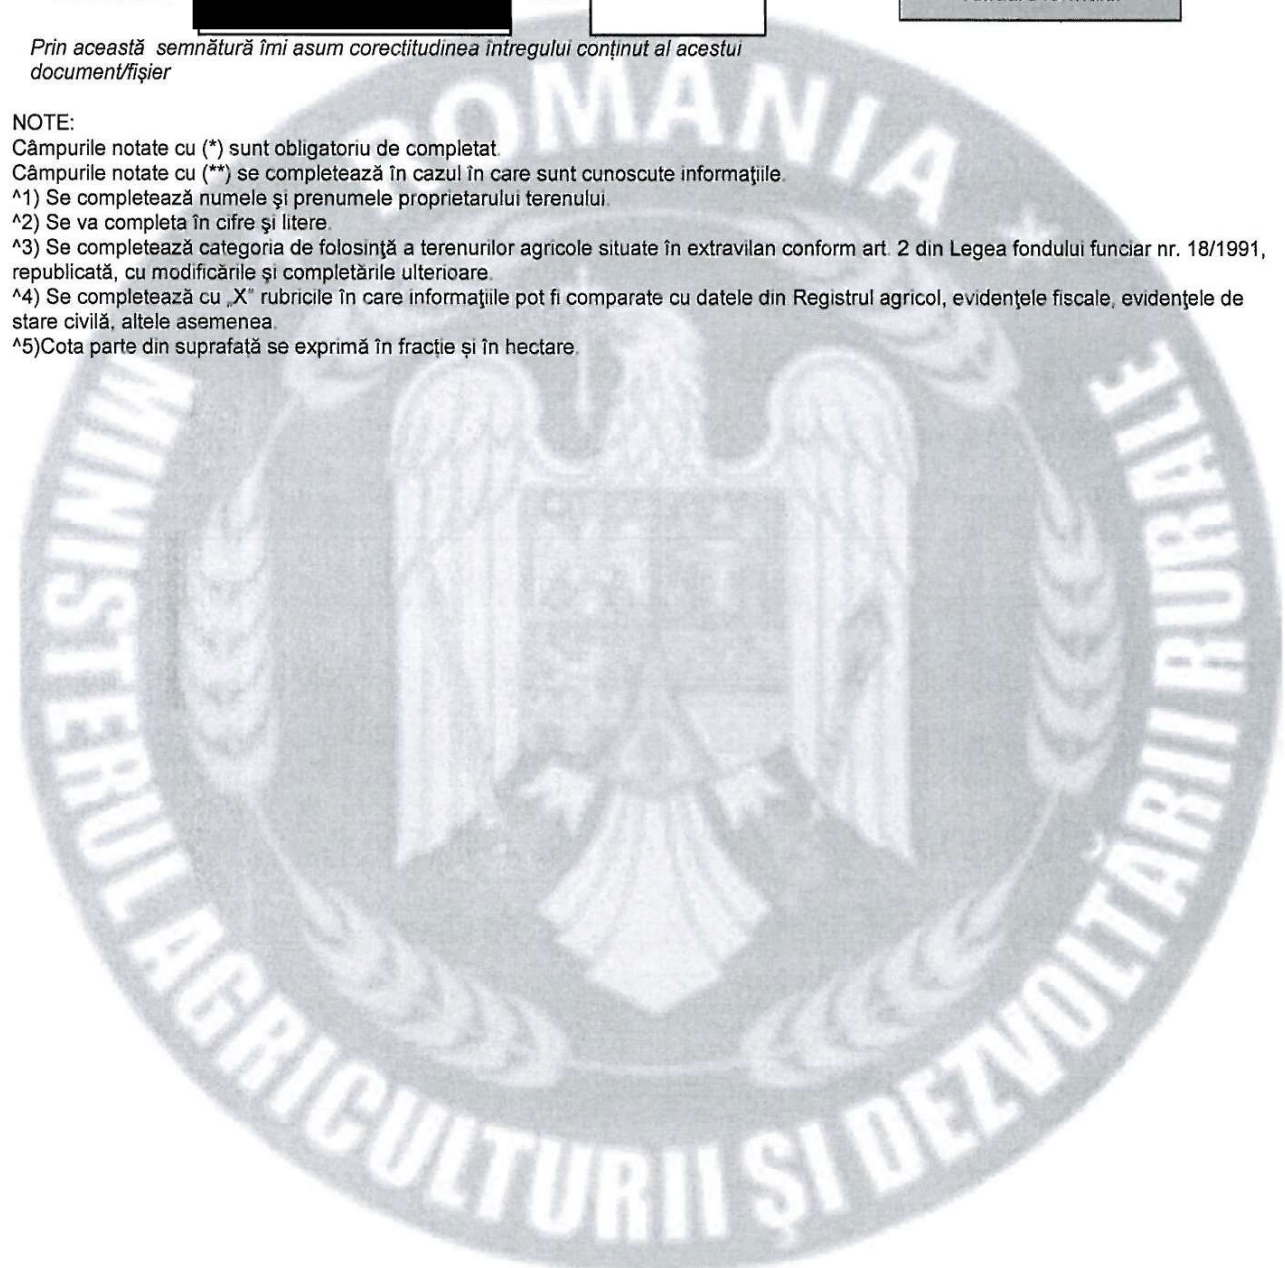 Prin această semnătură îmi asum corectitudinea întregului conținut al acestui
document/fişier
NOTE:
Câmpurile notate cu (*) sunt obligatoriu de completat.
Câmpurile notate cu (**) se completează în cazul în care sunt cunoscute informaţiile.
^1) Se completează numele şi prenumele proprietarului terenului.
^2) Se va completa în cifre şi litere.
^3) Se completează categoria de folosinţă a terenurilor agricole situate în extravilan conform art. 2 din Legea fondului funciar nr. 18/1991,
republicată, cu modificările şi completările ulterioare.
^4) Se completează cu „X” rubricile în care informaţiile pot fi comparate cu datele din Registrul agricol, evidenţele fiscale, evidenţele de
stare civilă, altele asemenea.
^5)Cota parte din suprafață se exprimă în fracție și în hectare.
ROMANIA
MINISTERUL AGRICULTURII ŞI DEZVOLTĂRII RURALE